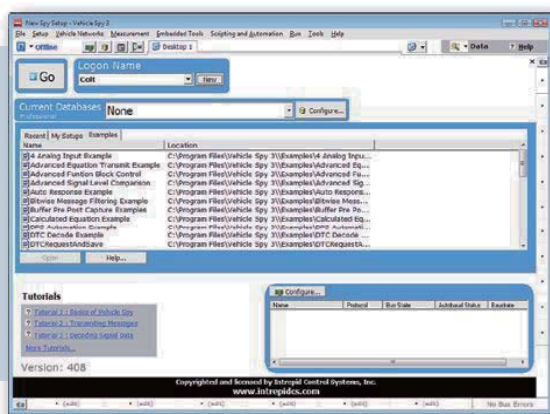 New Spy Setup - Vehicle Spy 3
File Setup Vehicle Networks Measurement Embedded Tools Scripting and Automation Run Tools Help
Offline Desktop 1 Data ? Help
Go
Logon Name
Colt New
Current Databases None Configure...
Professional
Recent My Setups Examples
Name Location
4 Analog Input Example C:\Program Files\Vehicle Spy 3\\Examples\4 Analog Inpu...
Advanced Equation Transmit Example C:\Program Files\Vehicle Spy 3\\Examples\Advanced Eq...
Advanced Funtion Block Control C:\Program Files\Vehicle Spy 3\\Examples\Advanced Fu...
Advanced Signal Level Comparison C:\Program Files\Vehicle Spy 3\\Examples\Advanced Sig...
Auto Response Example C:\Program Files\Vehicle Spy 3\\Examples\Auto Respons...
Bitwise Message Filtering Example C:\Program Files\Vehicle Spy 3\\Examples\Bitwise Mess...
Buffer Pre Post Capture Examples C:\Program Files\Vehicle Spy 3\\Examples\Buffer Pre Po...
Calculated Equation Example C:\Program Files\Vehicle Spy 3\\Examples\Calculated Eq...
DTC Decode Example C:\Program Files\Vehicle Spy 3\\Examples\DTC Decode ...
DTCRequestAndSave C:\Program Files\Vehicle Spy 3\\Examples\DTCRequestA...
Open Help...
Tutorials
? Tutorial 1 : Basics of Vehicle Spy
? Tutorial 2 : Transmitting Messages
? Tutorial 3 : Decoding Signal Data
More Tutorials...
Version: 408
Configure...
Name Protocol Bus State Autobaud Status Baudrate
Copyrighted and licensed by Intrepid Control Systems, Inc.
www.intrepidcs.com
(edit) (edit) (edit) (edit) (edit) (edit) No Bus Errors